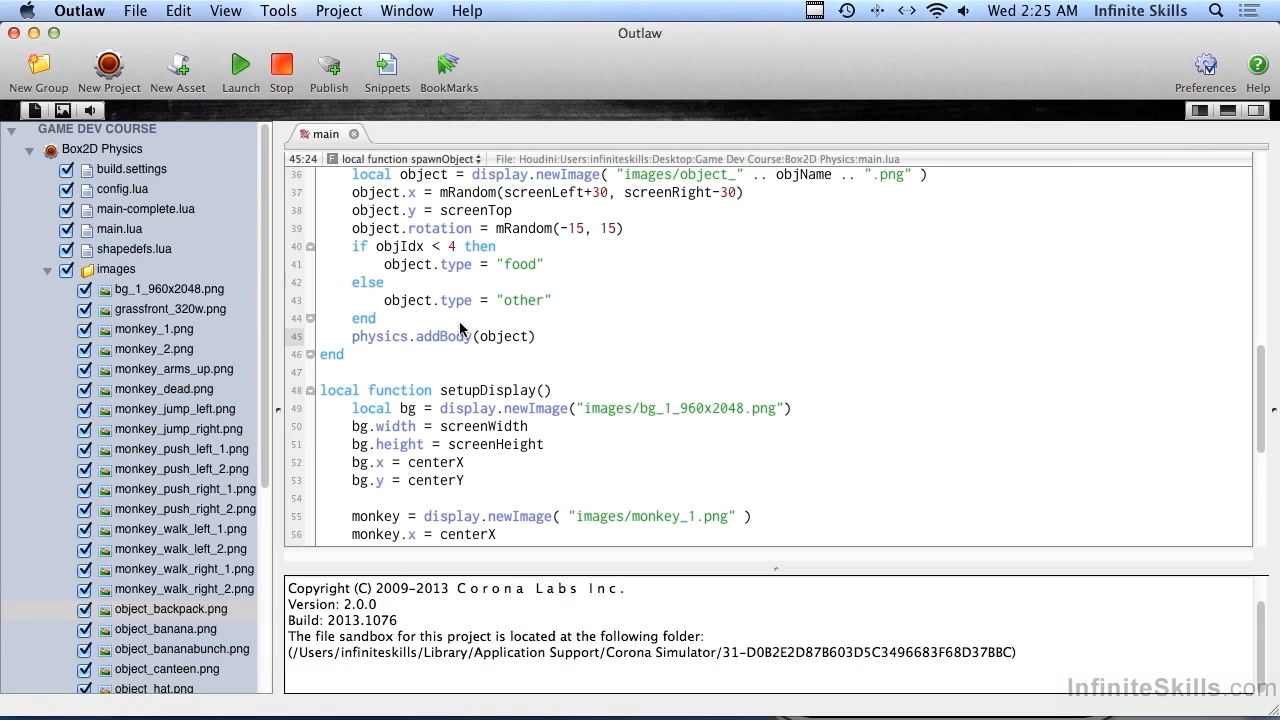 Outlaw File Edit View Tools Project Window Help Wed 2:25 AM Infinite Skills
Outlaw
New Group New Project New Asset Launch Stop Publish Snippets BookMarks Preferences Help
GAME DEV COURSE
Box2D Physics
build.settings
config.lua
main-complete.lua
main.lua
shapedefs.lua
images
bg_1_960x2048.png
grassfront_320w.png
monkey_1.png
monkey_2.png
monkey_arms_up.png
monkey_dead.png
monkey_jump_left.png
monkey_jump_right.png
monkey_push_left_1.png
monkey_push_left_2.png
monkey_push_right_1.png
monkey_push_right_2.png
monkey_walk_left_1.png
monkey_walk_left_2.png
monkey_walk_right_1.png
monkey_walk_right_2.png
object_backpack.png
object_banana.png
object_bananabunch.png
object_canteen.png
object_hat.png
main
45:24 F local function spawnObject File: Houdini:Users:infiniteskills:Desktop:Game Dev Course:Box2D Physics:main.lua
36 local object = display.newImage( "images/object_" .. objName .. ".png" )
37 object.x = mRandom(screenLeft+30, screenRight-30)
38 object.y = screenTop
39 object.rotation = mRandom(-15, 15)
40 if objIdx < 4 then
41 object.type = "food"
42 else
43 object.type = "other"
44 end
45 physics.addBody(object)
46 end
47
48 local function setupDisplay()
49 local bg = display.newImage("images/bg_1_960x2048.png")
50 bg.width = screenWidth
51 bg.height = screenHeight
52 bg.x = centerX
53 bg.y = centerY
54
55 monkey = display.newImage( "images/monkey_1.png" )
56 monkey.x = centerX
Copyright (C) 2009-2013 C o r o n a L a b s I n c .
Version: 2.0.0
Build: 2013.1076
The file sandbox for this project is located at the following folder:
(/Users/infiniteskills/Library/Application Support/Corona Simulator/31-D0B2E2D87B603D5C3496683F68D37BBC)
InfiniteSkills.com